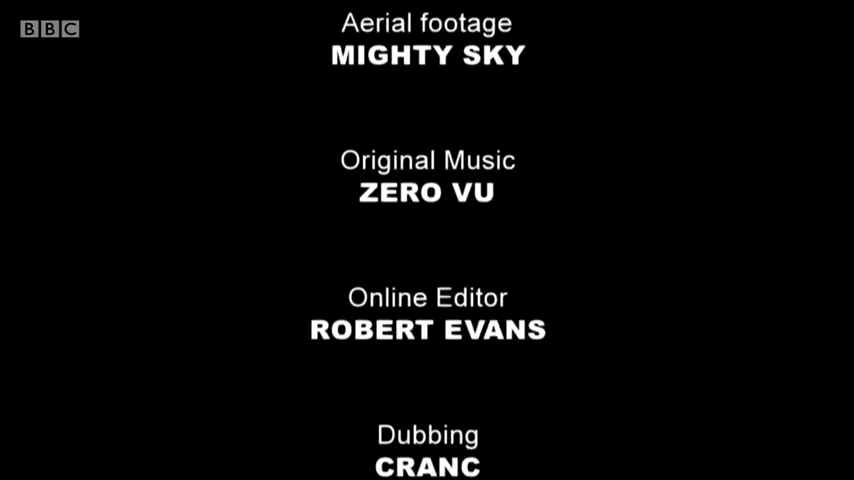 BBC
Aerial footage
MIGHTY SKY
Original Music
ZERO VU
Online Editor
ROBERT EVANS
Dubbing
CRANC